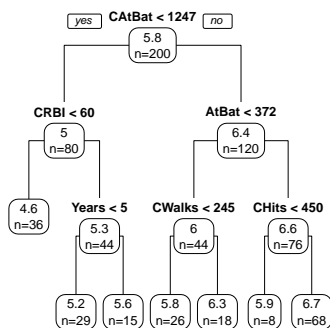 CAtBat < 1247
yes
no
5.8
n=200
CRBI < 60
AtBat < 372
5
n=80
6.4
n=120
4.6
n=36
Years < 5
CWalks < 245
CHits < 450
5.3
n=44
6
n=44
6.6
n=76
5.2
n=29
5.6
n=15
5.8
n=26
6.3
n=18
5.9
n=8
6.7
n=68